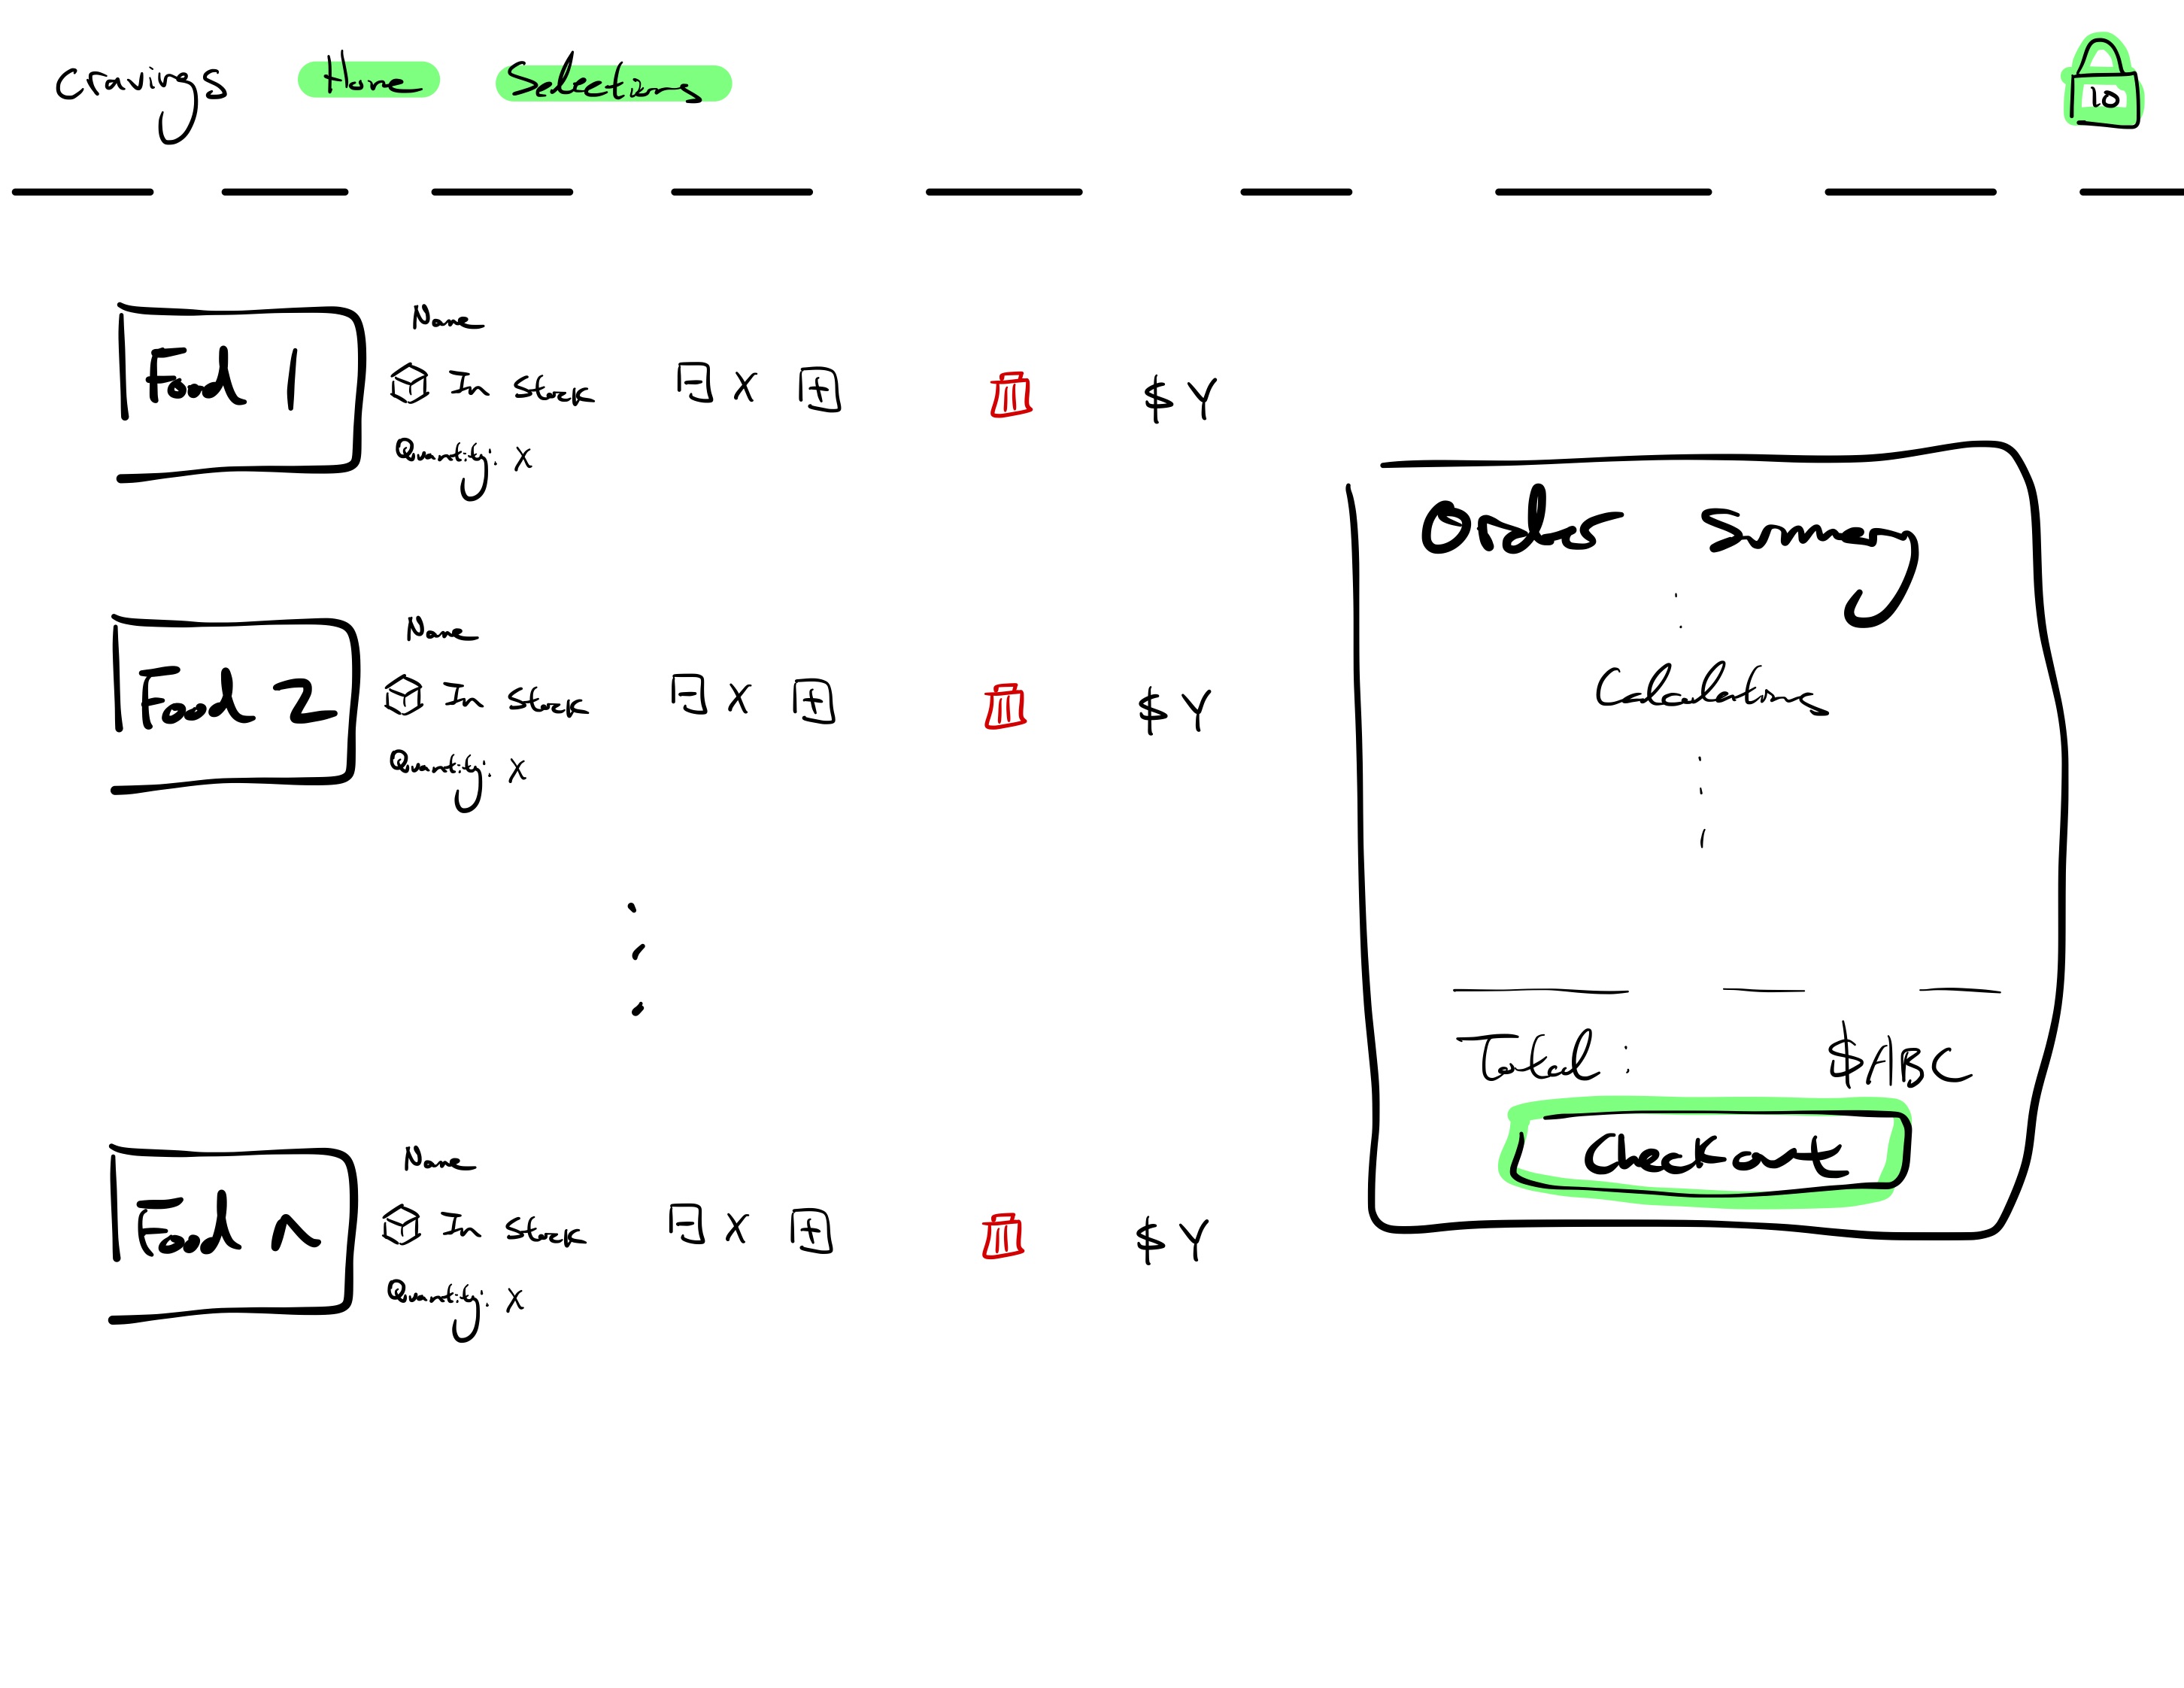 cravings Home Selections 10
Name
Food 1 In stock - X + $ Y
Quantity: X
Order Summary
Name
Food 2 In stock - X + $ Y
Quantity: X
Calculations
Total: $ABC
Name
Checkout
Food n In stock - X + $ Y
Quantity: X